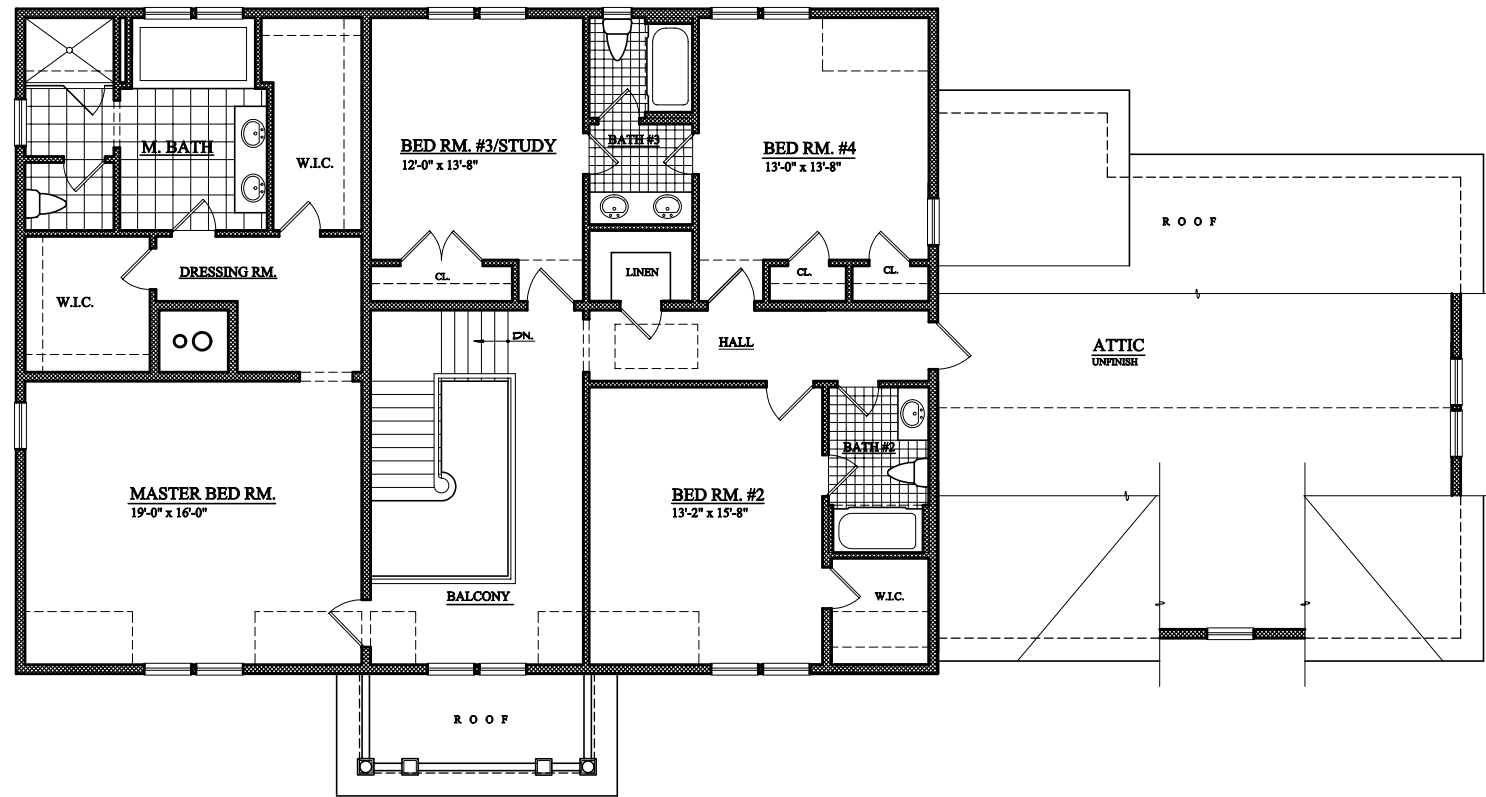 M. BATH
W.I.C.
BED RM. #3/STUDY
12'-0" x 13'-8"
BATH #3
BED RM. #4
13'-0" x 13'-8"
ROOF
DRESSING RM.
W.I.C.
CL.
LINEN
CL.
CL.
DN.
HALL
ATTIC
UNFINISH
BATH #2
MASTER BED RM.
19'-0" x 16'-0"
BED RM. #2
13'-2" x 15'-8"
BALCONY
W.I.C.
ROOF